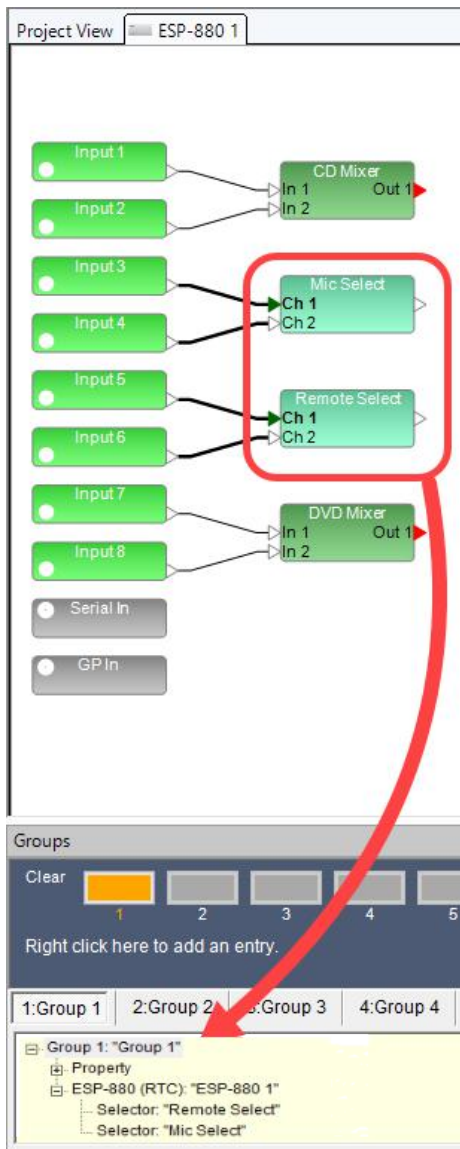 Project View ESP-880 1
Input 1
CD Mixer
In 1 Out 1
Input 2
In 2
Input 3
Mic Select
Ch 1
Input 4
Ch 2
Input 5
Remote Select
Ch 1
Input 6
Ch 2
Input 7
DVD Mixer
In 1 Out 1
Input 8
In 2
Serial In
GP In
Groups
Clear
1 2 3 4 5
Right click here to add an entry.
1:Group 1 2:Group 2 :Group 3 4:Group 4
Group 1: "Group 1"
Property
ESP-880 (RTC): "ESP-880 1"
Selector: "Remote Select"
Selector: "Mic Select"